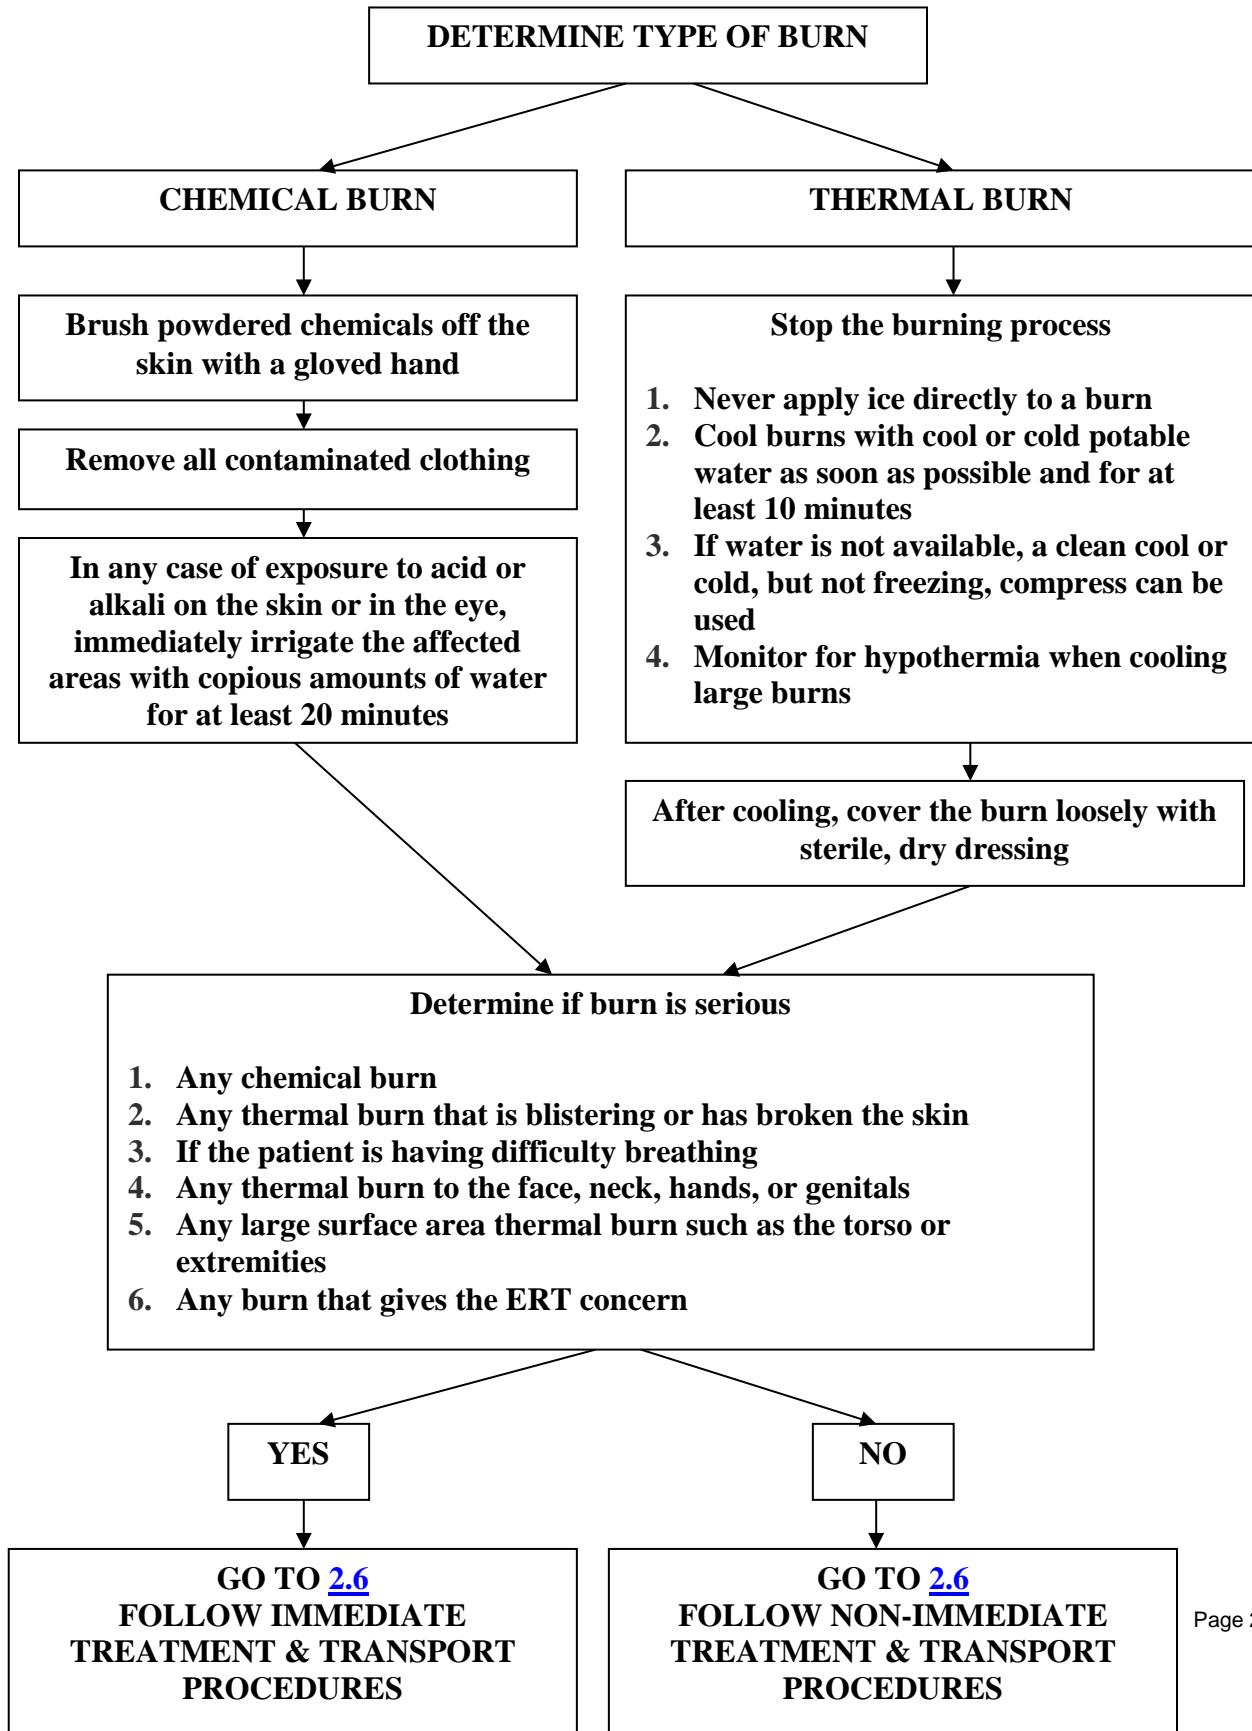 DETERMINE TYPE OF BURN
CHEMICAL BURN
Brush powdered chemicals off the
skin with a gloved hand
Remove all contaminated clothing
In any case of exposure to acid or
alkali on the skin or in the eye,
immediately irrigate the affected
areas with copious amounts of water
for at least 20 minutes
THERMAL BURN
Stop the burning process
1. Never apply ice directly to a burn
2. Cool burns with cool or cold potable
water as soon as possible and for at
least 10 minutes
3. If water is not available, a clean cool or
cold, but not freezing, compress can be
used
4. Monitor for hypothermia when cooling
large burns
After cooling, cover the burn loosely with
sterile, dry dressing
Determine if burn is serious
1. Any chemical burn
2. Any thermal burn that is blistering or has broken the skin
3. If the patient is having difficulty breathing
4. Any thermal burn to the face, neck, hands, or genitals
5. Any large surface area thermal burn such as the torso or
extremities
6. Any burn that gives the ERT concern
YES
GO TO 2.6
FOLLOW IMMEDIATE
TREATMENT & TRANSPORT
PROCEDURES
NO
GO TO 2.6
FOLLOW NON-IMMEDIATE
TREATMENT & TRANSPORT
PROCEDURES
Page